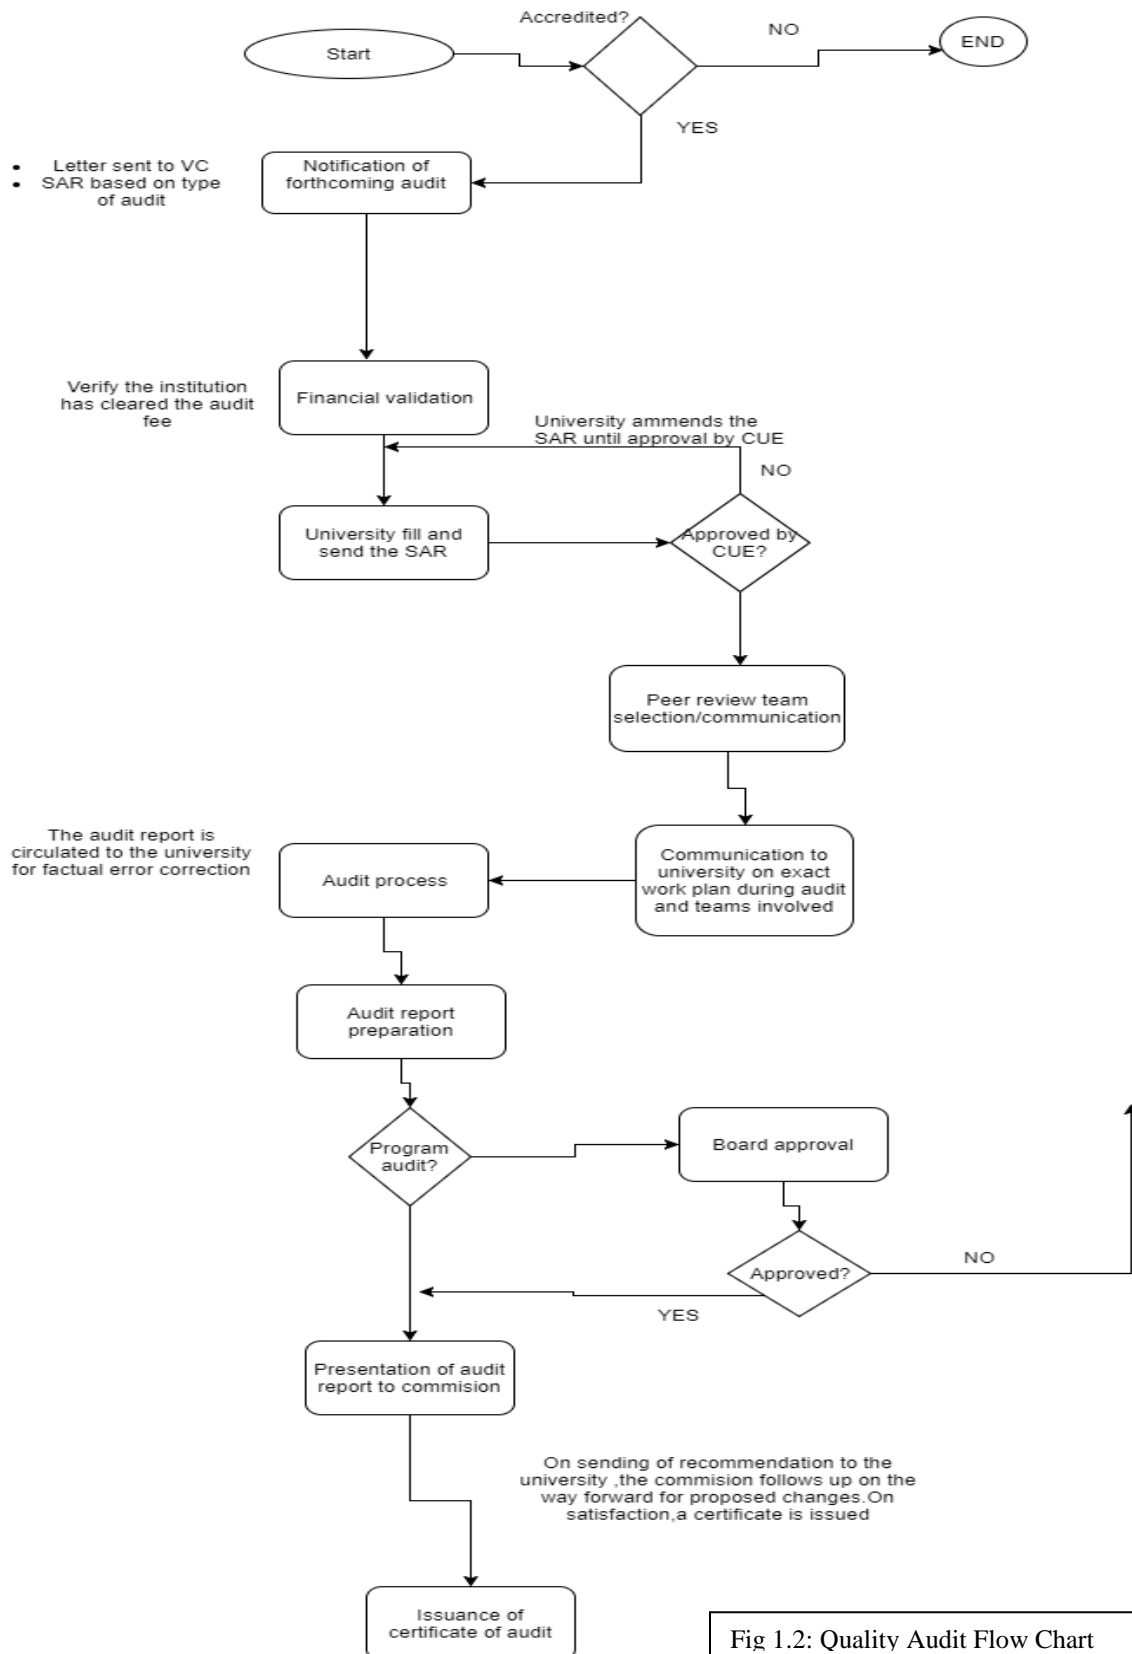 Accredited?
Start
NO
END
YES
• Letter sent to VC
• SAR based on type
of audit
Notification of
forthcoming audit
Verify the institution
has cleared the audit
fee
Financial validation
University ammends the
SAR until approval by CUE
NO
University fill and
send the SAR
Approved by
CUE?
Peer review team
selection/communication
The audit report is
circulated to the university
for factual error correction
Audit process
Communication to
university on exact
work plan during audit
and teams involved
Audit report
preparation
Program
audit?
Board approval
Approved?
NO
YES
Presentation of audit
report to commision
On sending of recommendation to the
university ,the commision follows up on the
way forward for proposed changes.On
satisfaction,a certificate is issued
Issuance of
certificate of audit
Fig 1.2: Quality Audit Flow Chart